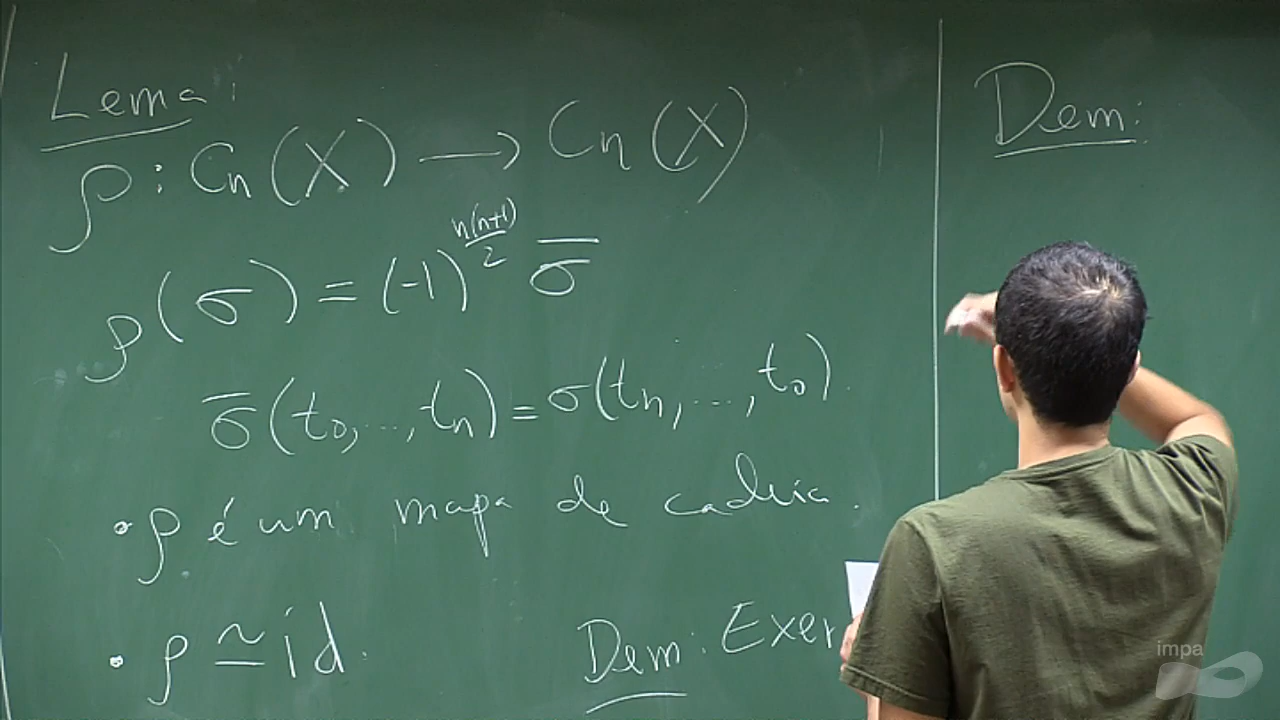 Lema:
ρ: Cn(X) → Cn(X)
ρ(σ) = (-1)^{n(n+1)/2} σ̅
σ̅(t₀,...,tₙ) = σ(tₙ,...,t₀).
• ρ é um mapa de cadeia.
• ρ ≃ id.
Dem: Exer
Dem:
impa